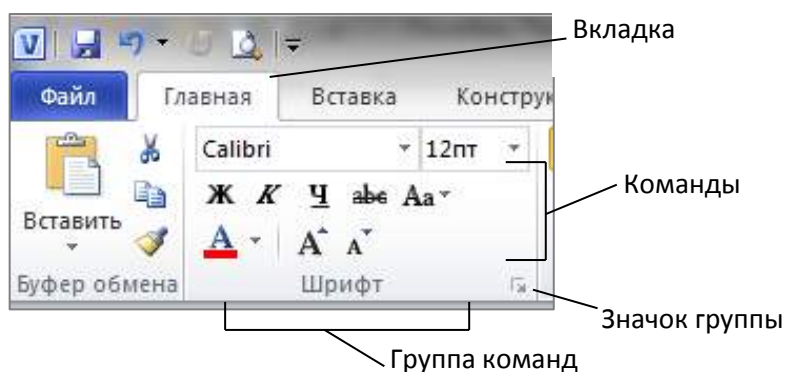 Вкладка
Файл Главная Вставка Конструк
Calibri 12пт
Команды
Ж К Ч abc Aa
Вставить
А А А
Буфер обмена Шрифт
Значок группы
Группа команд